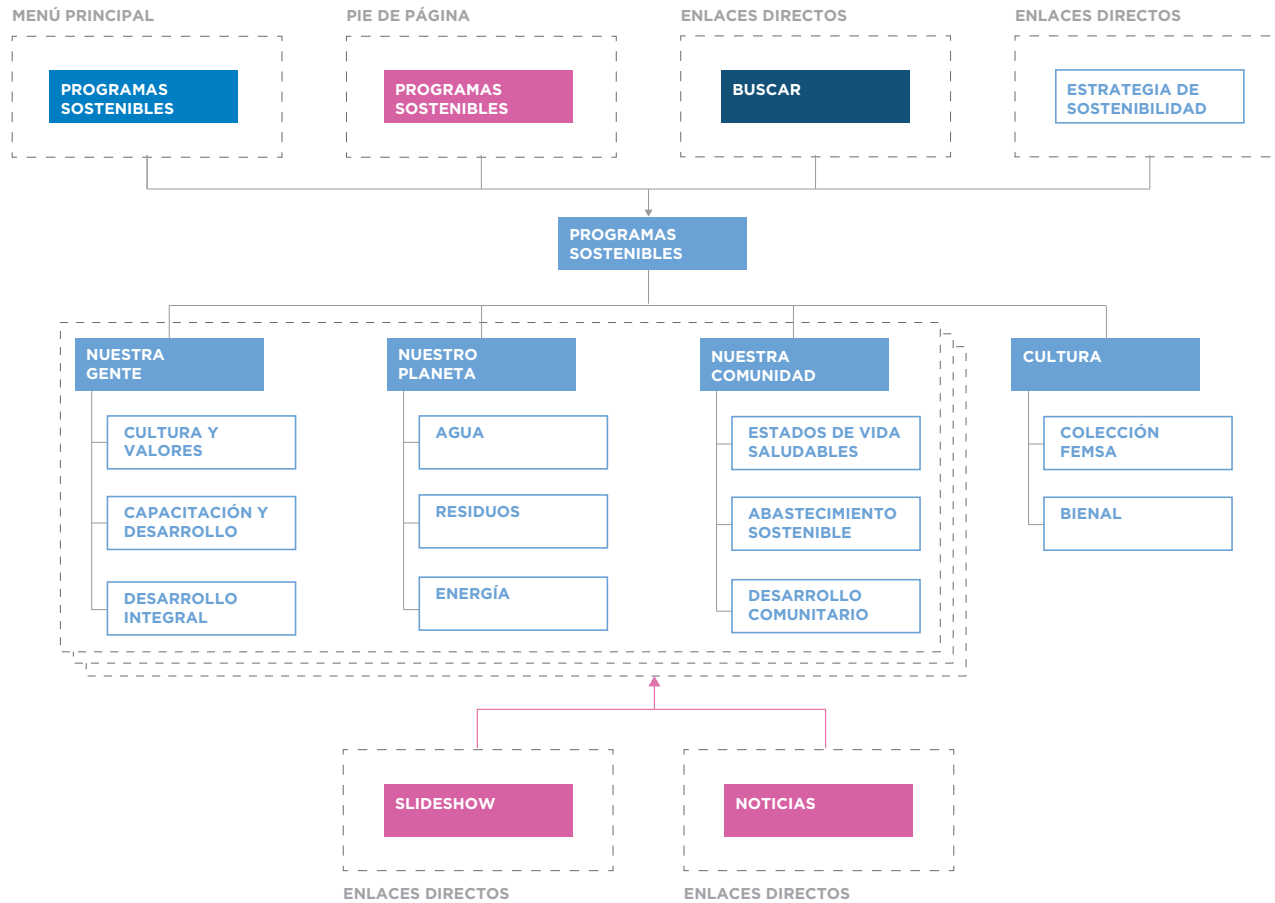 MENÚ PRINCIPAL
PIE DE PÁGINA
ENLACES DIRECTOS
ENLACES DIRECTOS
PROGRAMAS
SOSTENIBLES
PROGRAMAS
SOSTENIBLES
BUSCAR
ESTRATEGIA DE
SOSTENIBILIDAD
PROGRAMAS
SOSTENIBLES
NUESTRA
GENTE
CULTURA Y
VALORES
CAPACITACIÓN Y
DESARROLLO
DESARROLLO
INTEGRAL
NUESTRO
PLANETA
AGUA
RESIDUOS
ENERGÍA
NUESTRA
COMUNIDAD
ESTADOS DE VIDA
SALUDABLES
ABASTECIMIENTO
SOSTENIBLE
DESARROLLO
COMUNITARIO
CULTURA
COLECCIÓN
FEMSA
BIENAL
SLIDESHOW
NOTICIAS
ENLACES DIRECTOS
ENLACES DIRECTOS